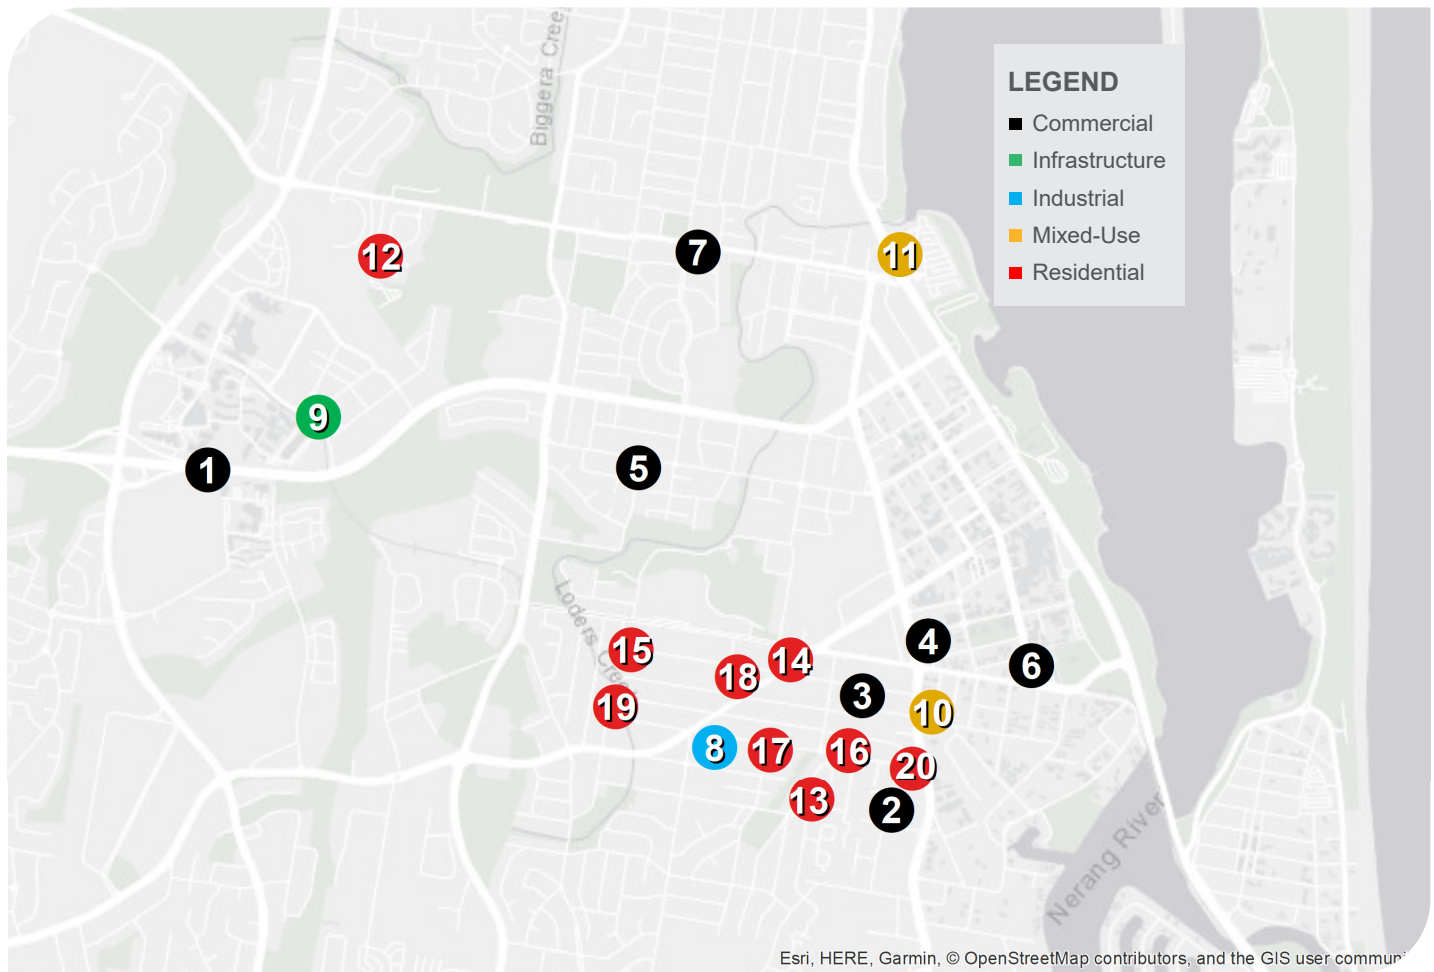 Biggera Cree
LEGEND
Commercial
Infrastructure
Industrial
Mixed-Use
Residential
12
7
11
9
1
5
Loders Cree
15
14
18
4
6
19
3
10
8
17
16
20
13
2
Nerang River
Esri, HERE, Garmin, © OpenStreetMap contributors, and the GIS user commun